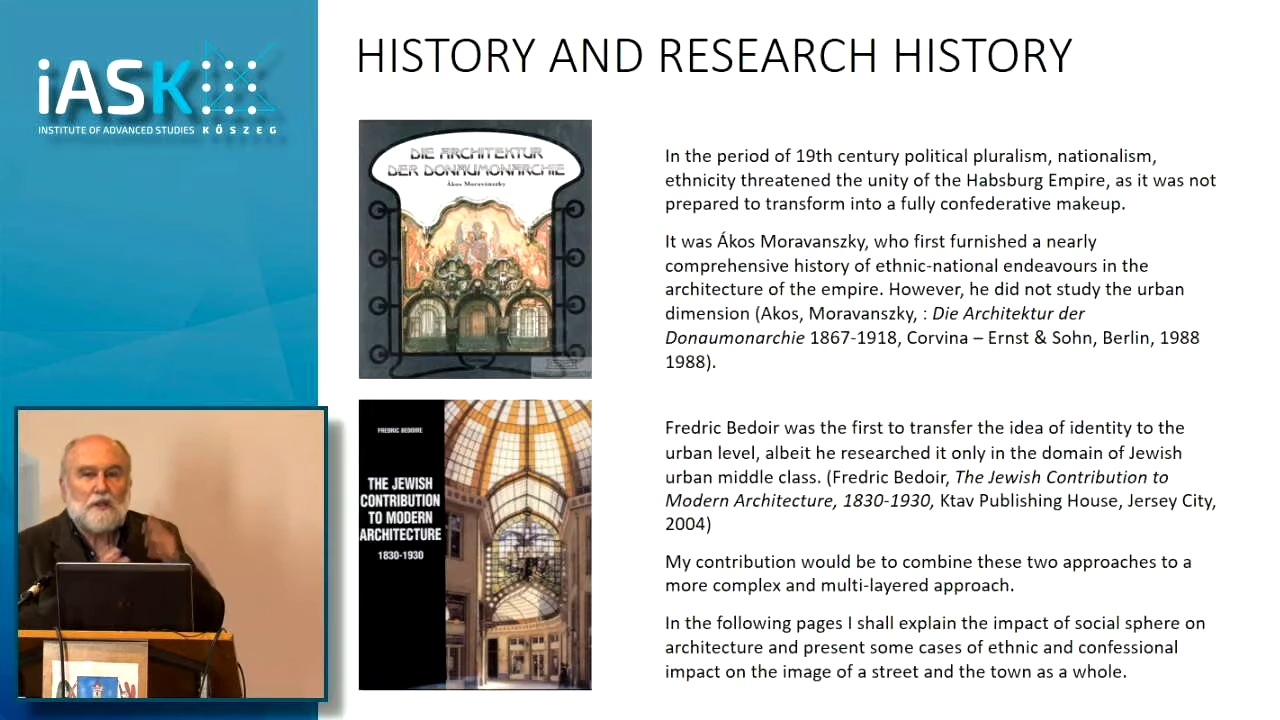 iASK
INSTITUTE OF ADVANCED STUDIES KŐSZEG
HISTORY AND RESEARCH HISTORY
DIE ARCHITEKTUR
DER DONAUMONARCHIE
Ákos Moravanszky
In the period of 19th century political pluralism, nationalism,
ethnicity threatened the unity of the Habsburg Empire, as it was not
prepared to transform into a fully confederative makeup.
It was Ákos Moravanszky, who first furnished a nearly
comprehensive history of ethnic-national endeavours in the
architecture of the empire. However, he did not study the urban
dimension (Akos, Moravanszky, : Die Architektur der
Donaumonarchie 1867-1918, Corvina – Ernst & Sohn, Berlin, 1988
1988).
FREDRIC BEDOIRE
THE JEWISH
CONTRIBUTION
TO MODERN
ARCHITECTURE
1830-1930
Fredric Bedoir was the first to transfer the idea of identity to the
urban level, albeit he researched it only in the domain of Jewish
urban middle class. (Fredric Bedoir, The Jewish Contribution to
Modern Architecture, 1830-1930, Ktav Publishing House, Jersey City,
2004)
My contribution would be to combine these two approaches to a
more complex and multi-layered approach.
In the following pages I shall explain the impact of social sphere on
architecture and present some cases of ethnic and confessional
impact on the image of a street and the town as a whole.